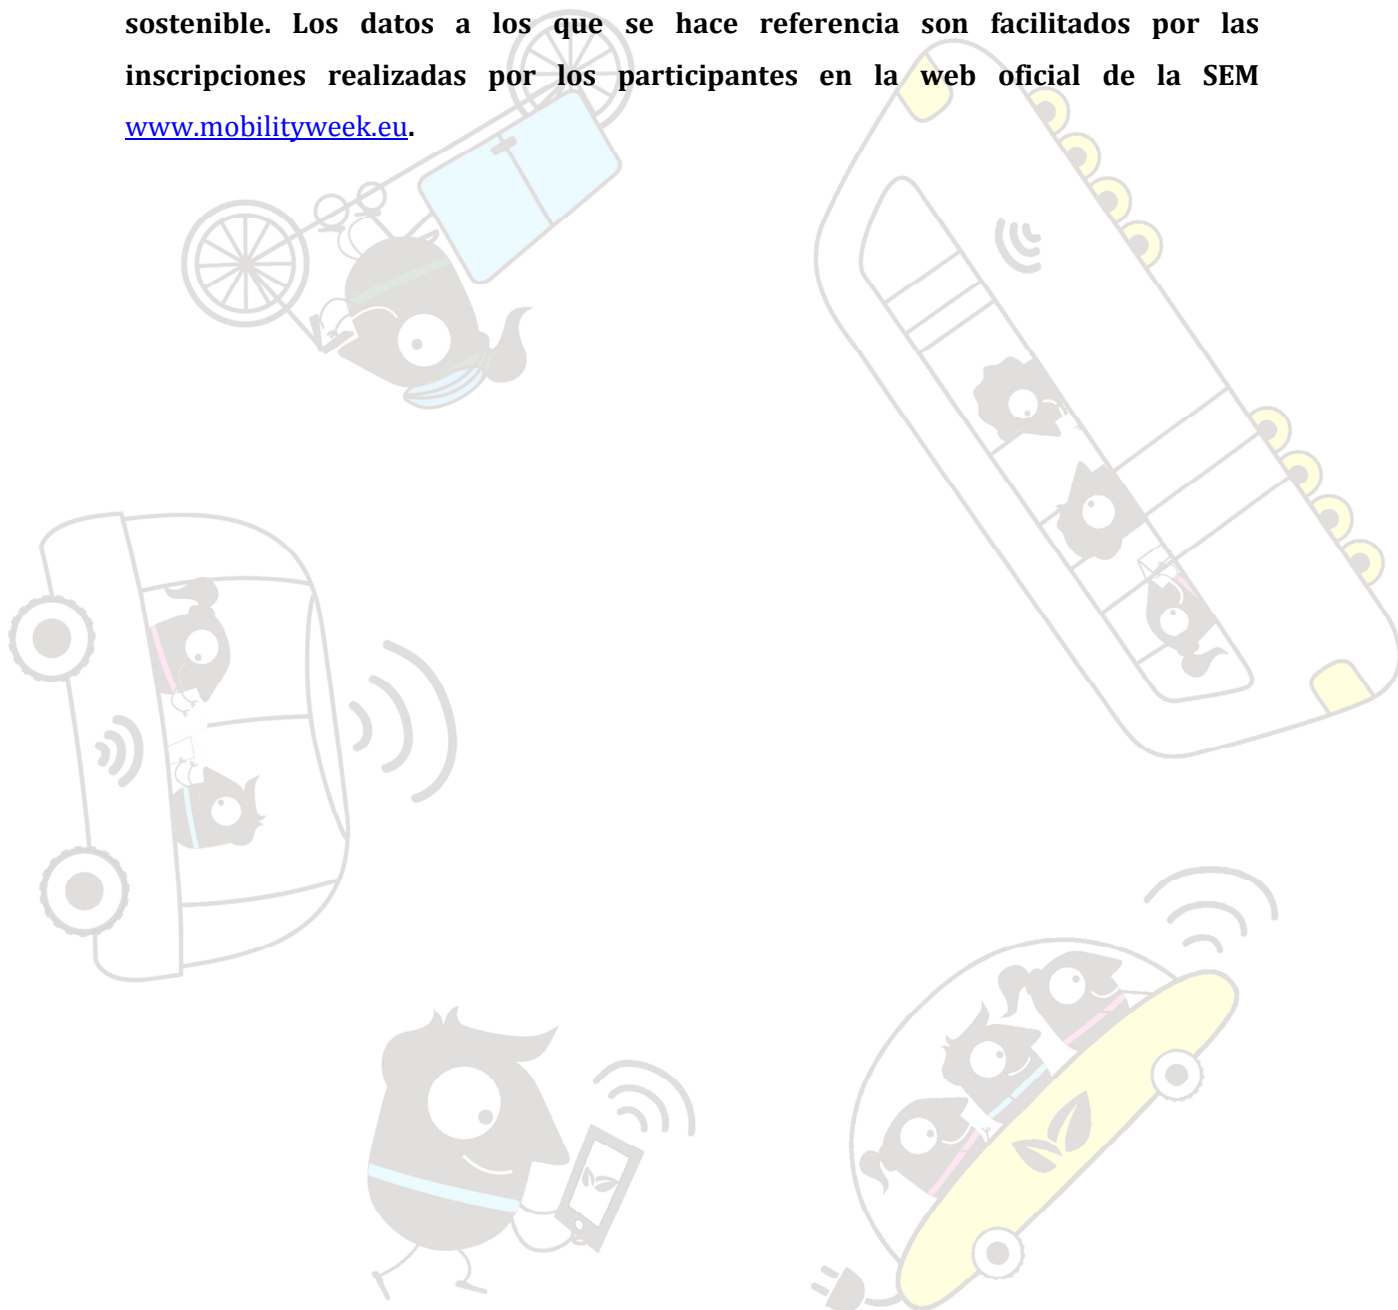 sostenible. Los datos a los que se hace referencia son facilitados por las
inscripciones realizadas por los participantes en la web oficial de la SEM
www.mobilityweek.eu.